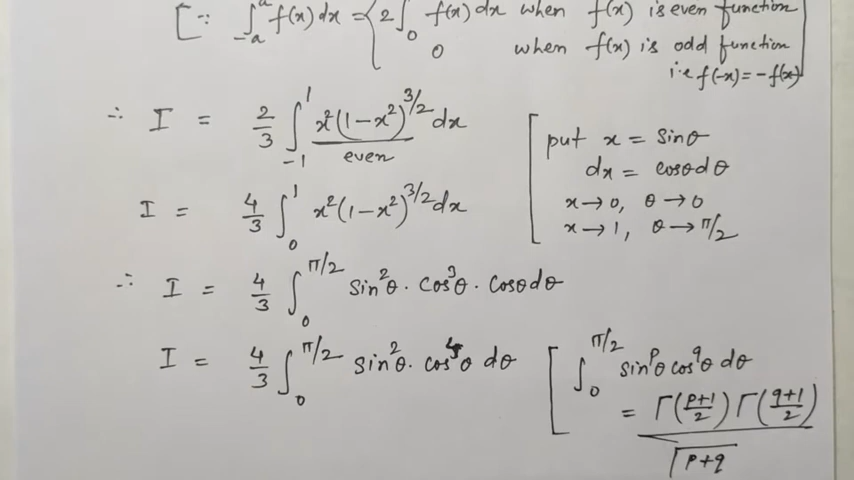 [∵ ∫_{-a}^{a} f(x) dx = { 2∫_0 f(x) dx when f(x) is even function
0 when f(x) is odd function
i.e f(-x) = -f(x)]
∴ I = 2/3 ∫_{-1}^{1} x²(1-x²)^{3/2} dx
even
[put x = sinθ
dx = cosθ dθ
x→0, θ→0
x→1, θ→π/2
I = 4/3 ∫_0^1 x²(1-x²)^{3/2} dx
∴ I = 4/3 ∫_0^{π/2} sin²θ · cos³θ · cosθ dθ
I = 4/3 ∫_0^{π/2} sin²θ · cos⁴θ dθ
[∫_0^{π/2} sin^pθ cos^qθ dθ
= Γ((p+1)/2) Γ((q+1)/2)
Γp+q